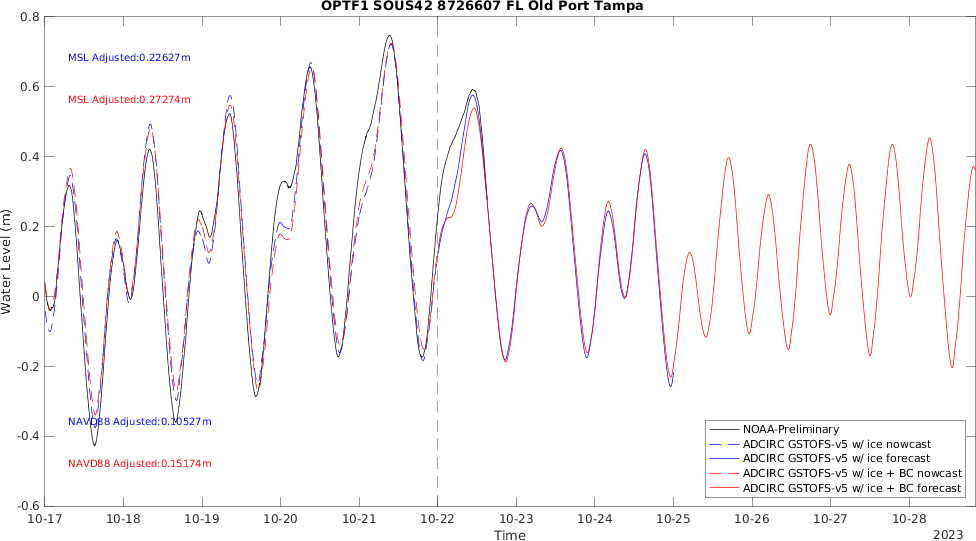 OPTF1 SOUS42 8726607 FL Old Port Tampa
0.8
0.6
0.4
0.2
0
-0.2
-0.4
-0.6
Water Level (m)
MSL Adjusted:0.22627m
MSL Adjusted:0.27274m
NAVD88 Adjusted:0.10527m
NAVD88 Adjusted:0.15174m
NOAA-Preliminary
ADCIRC GSTOFS-v5 w/ ice nowcast
ADCIRC GSTOFS-v5 w/ ice forecast
ADCIRC GSTOFS-v5 w/ ice + BC nowcast
ADCIRC GSTOFS-v5 w/ ice + BC forecast
10-17 10-18 10-19 10-20 10-21 10-22 10-23 10-24 10-25 10-26 10-27 10-28
Time
2023